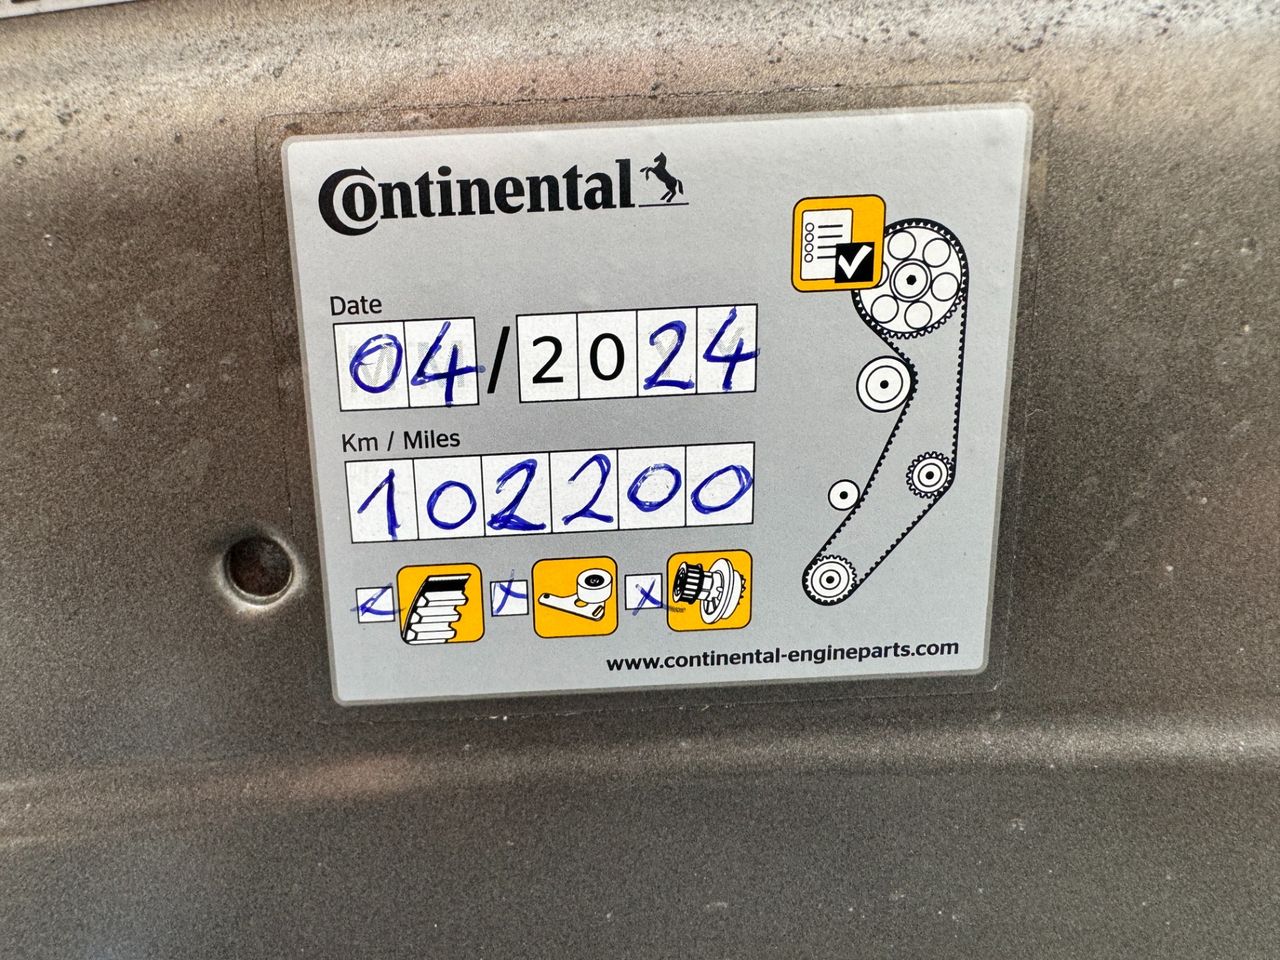 Continental
Date
04/2024
Km / Miles
102200
x x x
www.continental-engineparts.com